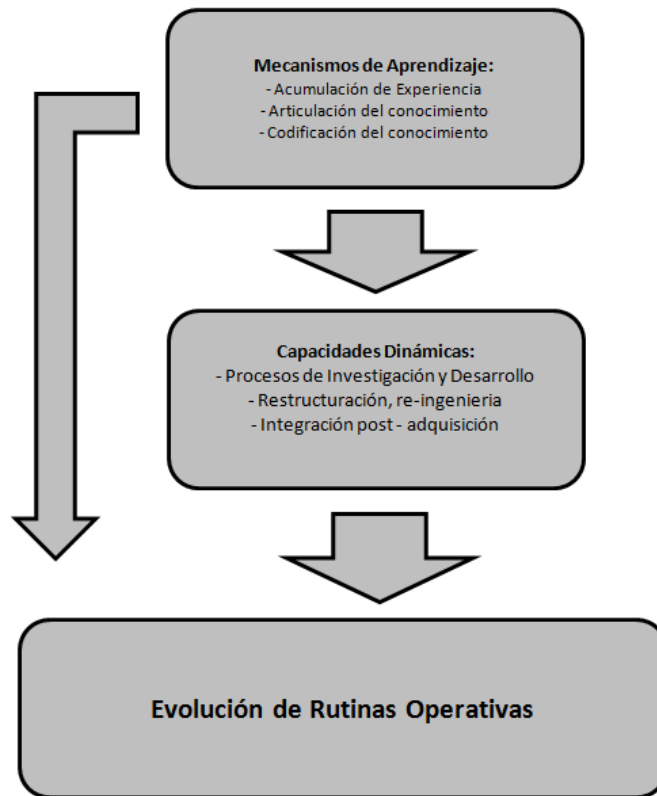 Mecanismos de Aprendizaje:
- Acumulación de Experiencia
- Articulación del conocimiento
- Codificación del conocimiento
Capacidades Dinámicas:
- Procesos de Investigación y Desarrollo
- Restructuración, re-ingenieria
- Integración post - adquisición
Evolución de Rutinas Operativas